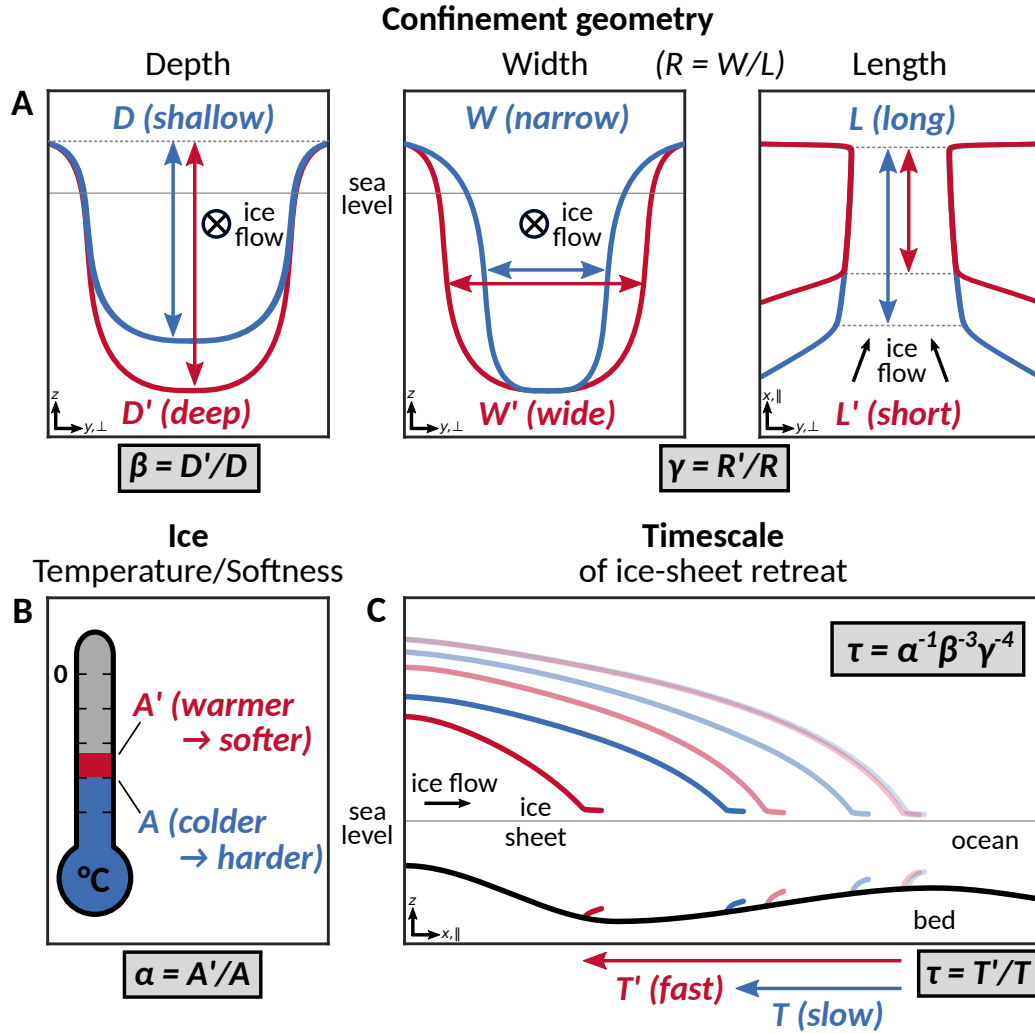 Confinement geometry
Depth
Width
(R = W/L)
Length
A
D (shallow)
W (narrow)
L (long)
sea
level
ice
flow
ice
flow
ice
flow
D' (deep)
W' (wide)
L' (short)
z
y,⊥
z
y,⊥
x,∥
y,⊥
β = D'/D
γ = R'/R
Ice
Temperature/Softness
Timescale
of ice-sheet retreat
B
0
A' (warmer
→ softer)
A (colder
→ harder)
°C
α = A'/A
C
τ = α⁻¹β⁻³γ⁻⁴
ice flow
ice
sheet
sea
level
ocean
bed
z
x,∥
T' (fast)
T (slow)
τ = T'/T